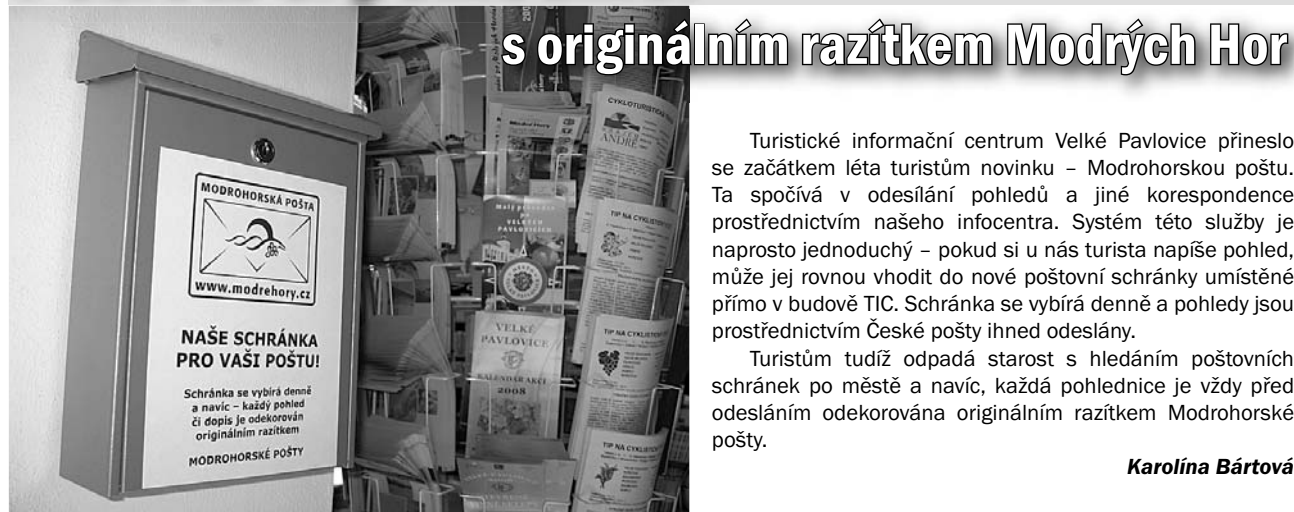 s originálním razítkem Modrých Hor
MODROHORSKÁ POŠTA
www.modrehory.cz
NAŠE SCHRÁNKA
PRO VAŠI POŠTU!
Schránka se vybírá denně
a navíc – každý pohled
či dopis je odekorován
originálním razítkem
MODROHORSKÉ POŠTY
VELKÉ
PAVLOVICE
KALENDÁŘ AKCÍ
2008
TIP NA CYKLISTICKÝ
TIP NA CYKLISTICKÝ
TIP NA CYKLISTICKÝ
Turistické informační centrum Velké Pavlovice přineslo
se začátkem léta turistům novinku – Modrohorskou poštu.
Ta spočívá v odesílání pohledů a jiné korespondence
prostřednictvím našeho infocentra. Systém této služby je
naprosto jednoduchý – pokud si u nás turista napíše pohled,
může jej rovnou vhodit do nové poštovní schránky umístěné
přímo v budově TIC. Schránka se vybírá denně a pohledy jsou
prostřednictvím České pošty ihned odeslány.
Turistům tudíž odpadá starost s hledáním poštovních
schránek po městě a navíc, každá pohlednice je vždy před
odesláním odekorována originálním razítkem Modrohorské
pošty.
Karolína Bártová